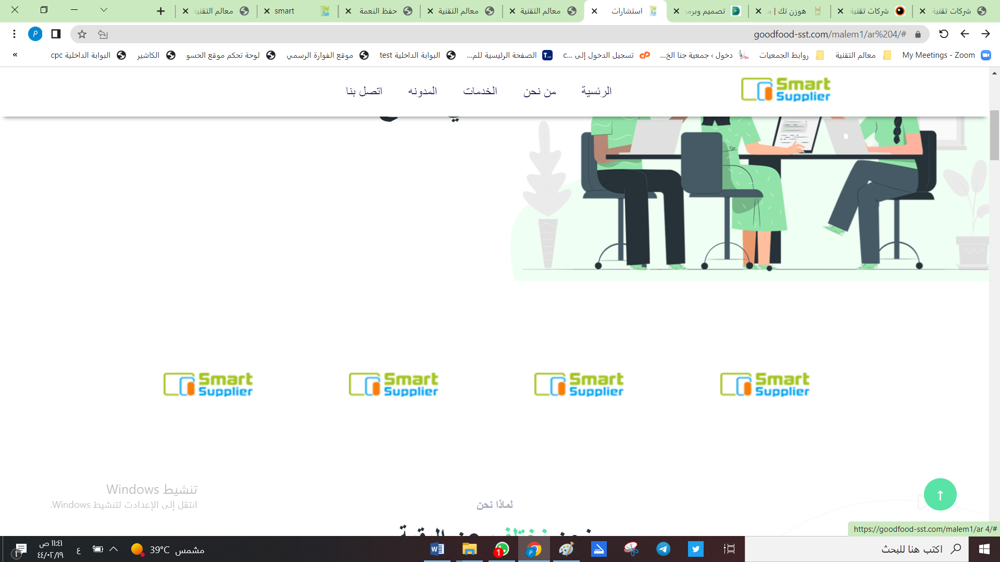 شركات تقنية
شركات تقنية
هوزن تك | م
تصميم وبرمج
استشارات
معالم التقنية
معالم التقنية
حفظ النعمة
smart
معالم التقنية
goodfood-sst.com/malem1/ar%204/#
My Meetings - Zoom
معالم التقنية
روابط الجمعيات
دخول ‹ جمعية جنا الخ...
تسجيل الدخول إلى c...
الصفحة الرئيسية للم...
البوابة الداخلية test
موقع الفوارة الرسمي
لوحة تحكم موقع الحسو
الكاشير
البوابة الداخلية cpc
»
Smart
Supplier
الرئسية
من نحن
الخدمات
المدونه
اتصل بنا
Smart
Supplier
Smart
Supplier
Smart
Supplier
Smart
Supplier
تنشيط Windows
انتقل إلى الإعدادت لتنشيط Windows.
لماذا نحن
https://goodfood-sst.com/malem1/ar 4/#
اكتب هنا للبحث
1
مشمس 39°C
ع
١١:٤١ ص
٤٤/٠٢/١٩
١